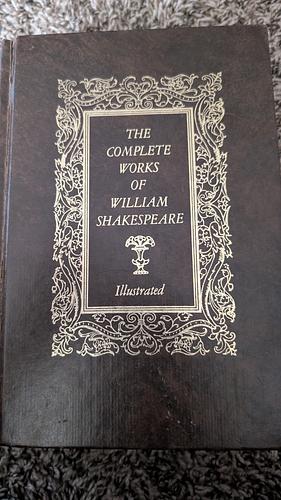 THE
COMPLETE
WORKS
OF
WILLIAM
SHAKESPEARE
Illustrated